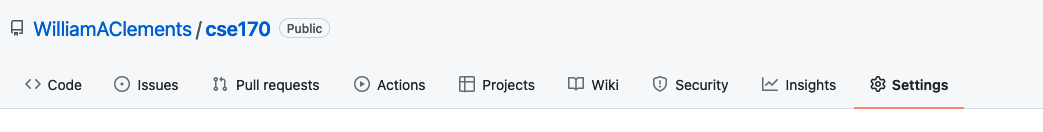 WilliamAClements / cse170 Public
Code Issues Pull requests Actions Projects Wiki Security Insights Settings